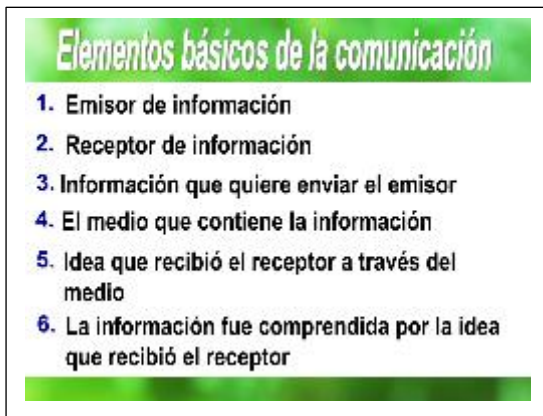 Elementos básicos de la comunicación
1. Emisor de información
2. Receptor de información
3. Información que quiere enviar el emisor
4. El medio que contiene la información
5. Idea que recibió el receptor a través del
medio
6. La información fue comprendida por la idea
que recibió el receptor